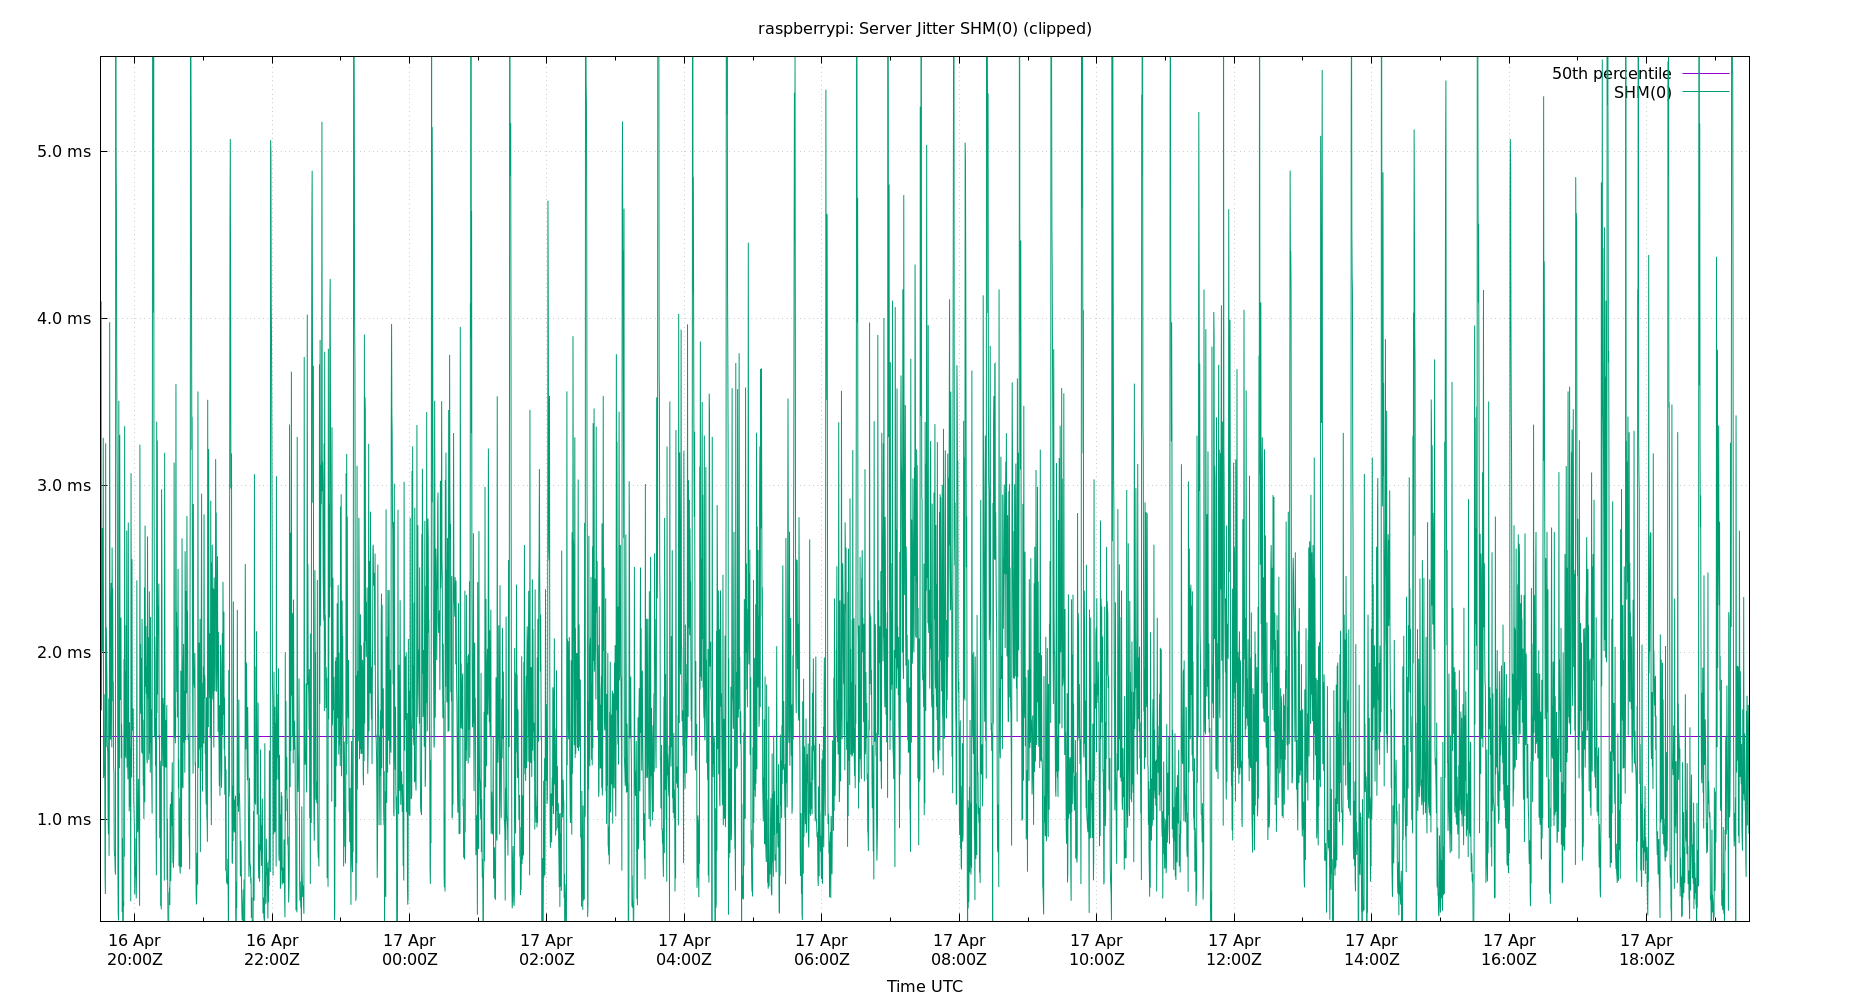 raspberrypi: Server Jitter SHM(0) (clipped)
50th percentile
SHM(0)
5.0 ms
4.0 ms
3.0 ms
2.0 ms
1.0 ms
16 Apr 16 Apr 17 Apr 17 Apr 17 Apr 17 Apr 17 Apr 17 Apr 17 Apr 17 Apr 17 Apr 17 Apr
20:00Z 22:00Z 00:00Z 02:00Z 04:00Z 06:00Z 08:00Z 10:00Z 12:00Z 14:00Z 16:00Z 18:00Z
Time UTC